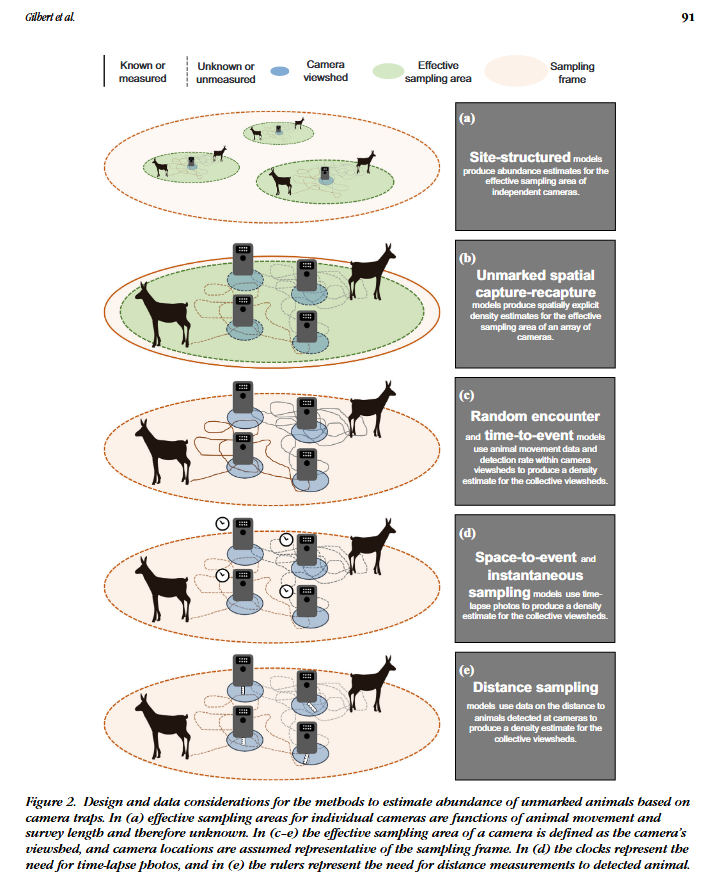 Gilbert et al.
91
Known or
measured
Unknown or
unmeasured
Camera
viewshed
Effective
sampling area
Sampling
frame
(a)
Site-structured models
produce abundance estimates for the
effective sampling area of
independent cameras.
(b)
Unmarked spatial
capture-recapture
models produce spatially explicit
density estimates for the effective
sampling area of an array of
cameras.
(c)
Random encounter
and time-to-event models
use animal movement data and
detection rate within camera
viewsheds to produce a density
estimate for the collective viewsheds.
(d)
Space-to-event and
instantaneous
sampling models use time-
lapse photos to produce a density
estimate for the collective viewsheds.
(e)
Distance sampling
models use data on the distance to
animals detected at cameras to
produce a density estimate for the
collective viewsheds.
Figure 2. Design and data considerations for the methods to estimate abundance of unmarked animals based on
camera traps. In (a) effective sampling areas for individual cameras are functions of animal movement and
survey length and therefore unknown. In (c–e) the effective sampling area of a camera is defined as the camera's
viewshed, and camera locations are assumed representative of the sampling frame. In (d) the clocks represent the
need for time-lapse photos, and in (e) the rulers represent the need for distance measurements to detected animal.